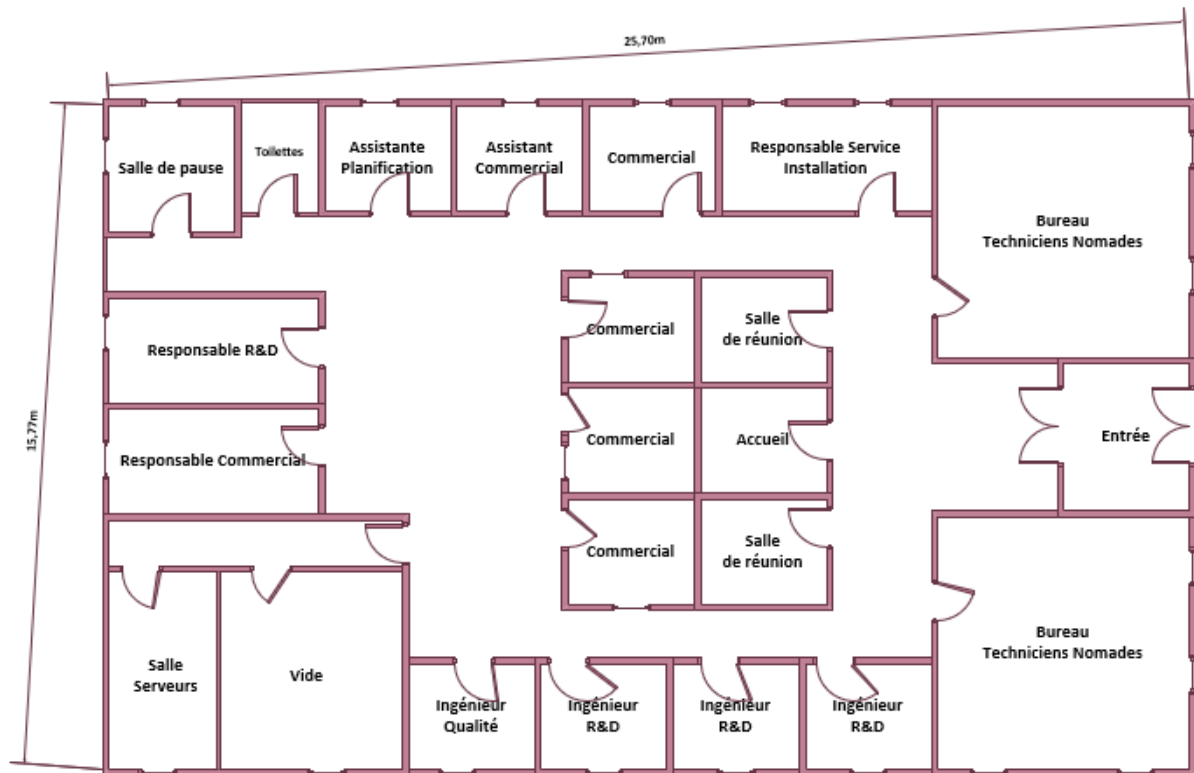 25,70m
15,77m
Salle de pause
Toilettes
Assistante
Planification
Assistant
Commercial
Commercial
Responsable Service
Installation
Bureau
Techniciens Nomades
Responsable R&D
Commercial
Salle
de réunion
Responsable Commercial
Commercial
Accueil
Entrée
Commercial
Salle
de réunion
Salle
Serveurs
Vide
Ingénieur
Qualité
Ingénieur
R&D
Ingénieur
R&D
Ingénieur
R&D
Bureau
Techniciens Nomades